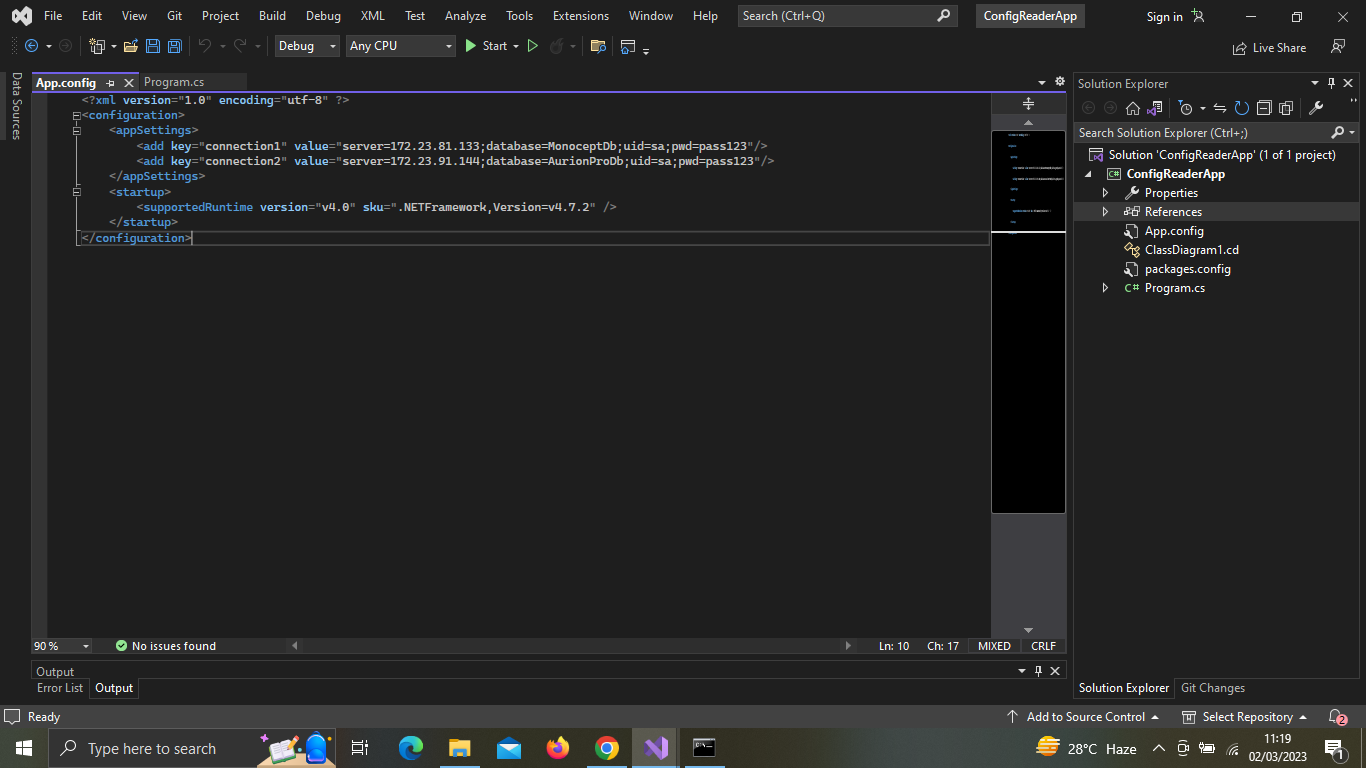 File Edit View Git Project Build Debug XML Test Analyze Tools Extensions Window Help Search (Ctrl+Q) ConfigReaderApp Sign in
Debug Any CPU Start Live Share
Data Sources
App.config Program.cs
<?xml version="1.0" encoding="utf-8" ?>
<configuration>
<appSettings>
<add key="connection1" value="server=172.23.81.133;database=MonoceptDb;uid=sa;pwd=pass123"/>
<add key="connection2" value="server=172.23.91.144;database=AurionProDb;uid=sa;pwd=pass123"/>
</appSettings>
<startup>
<supportedRuntime version="v4.0" sku=".NETFramework,Version=v4.7.2" />
</startup>
</configuration>
90 % No issues found Ln: 10 Ch: 17 MIXED CRLF
Output
Error List Output
Solution Explorer
Search Solution Explorer (Ctrl+;)
Solution 'ConfigReaderApp' (1 of 1 project)
C# ConfigReaderApp
Properties
References
App.config
ClassDiagram1.cd
packages.config
C# Program.cs
Solution Explorer Git Changes
Ready Add to Source Control Select Repository 2
Type here to search 28°C Haze 11:19
02/03/2023 1